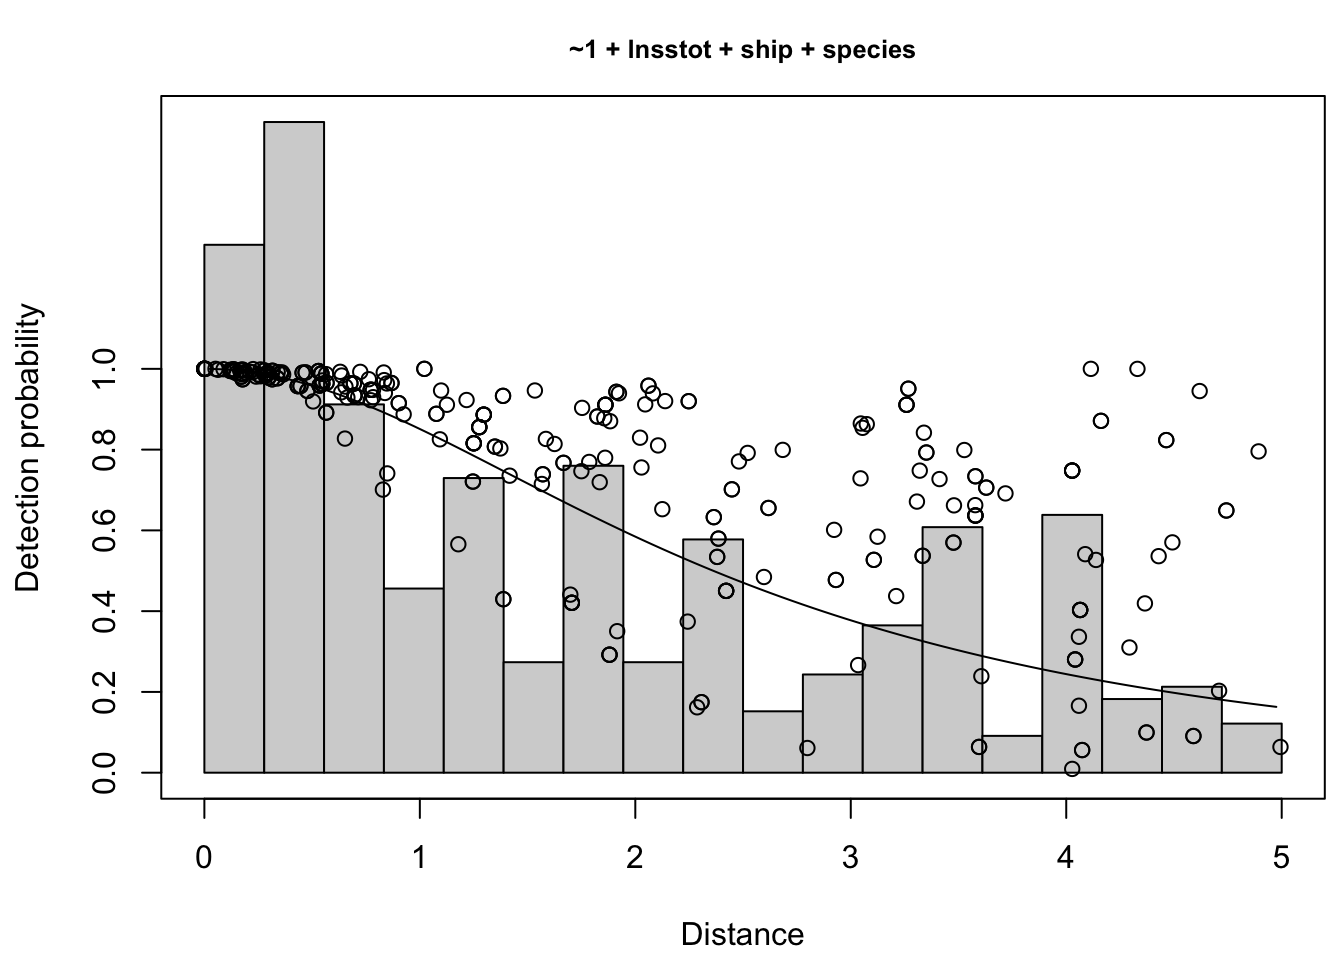 ~1 + lnsstot + ship + species
Detection probability
1.0
0.8
0.6
0.4
0.2
0.0
0 1 2 3 4 5
Distance